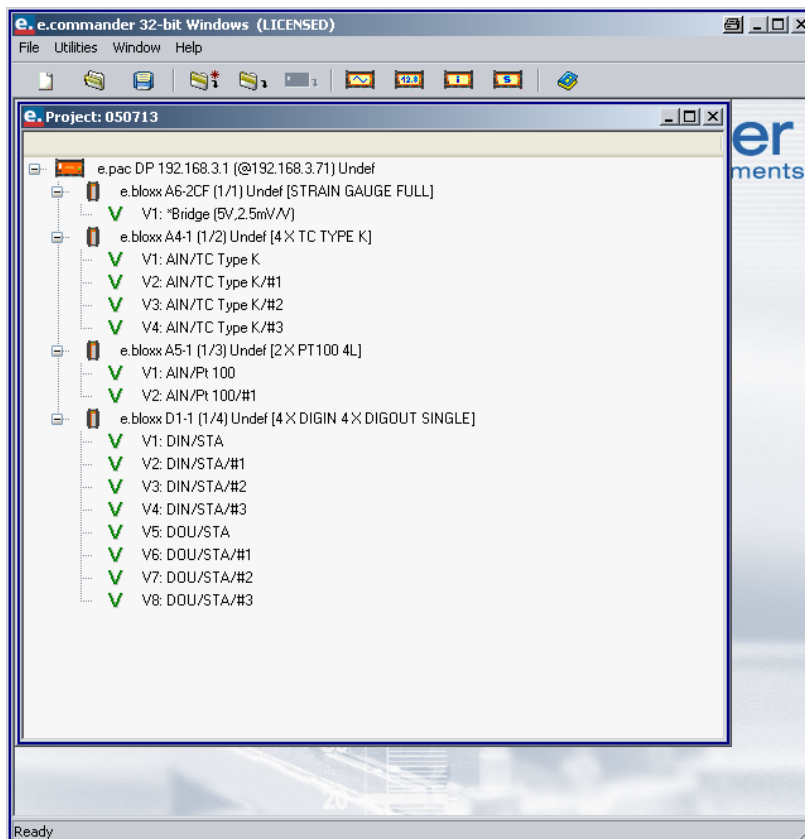 e. e.commander 32-bit Windows (LICENSED)
File Utilities Window Help
12.8 i S
e. Project: 050713
er
ments
e.pac DP 192.168.3.1 (@192.168.3.71) Undef
e.bloxx A6-2CF (1/1) Undef [STRAIN GAUGE FULL]
V V1: *Bridge (5V,2.5mV/V)
e.bloxx A4-1 (1/2) Undef [4 X TC TYPE K]
V V1: AIN/TC Type K
V V2: AIN/TC Type K/#1
V V3: AIN/TC Type K/#2
V V4: AIN/TC Type K/#3
e.bloxx A5-1 (1/3) Undef [2 X PT100 4L]
V V1: AIN/Pt 100
V V2: AIN/Pt 100/#1
e.bloxx D1-1 (1/4) Undef [4 X DIGIN 4 X DIGOUT SINGLE]
V V1: DIN/STA
V V2: DIN/STA/#1
V V3: DIN/STA/#2
V V4: DIN/STA/#3
V V5: DOU/STA
V V6: DOU/STA/#1
V V7: DOU/STA/#2
V V8: DOU/STA/#3
20
Ready